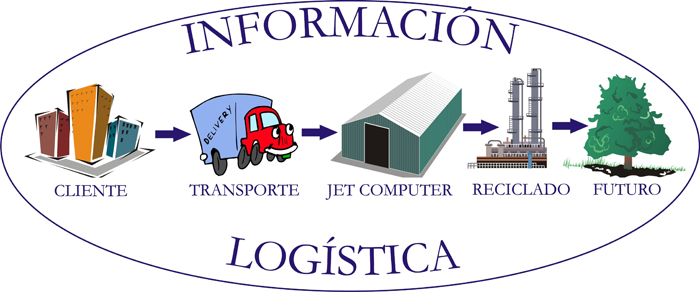 INFORMACIÓN
DELIVERY
CLIENTE
TRANSPORTE
JET COMPUTER
RECICLADO
FUTURO
LOGÍSTICA